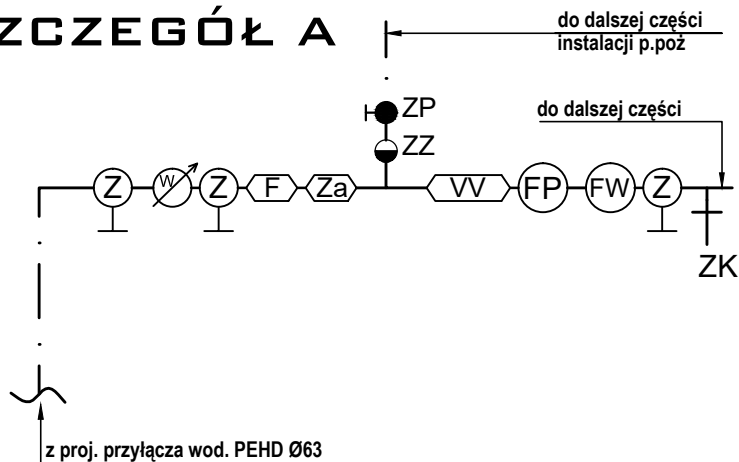 ZCZEGÓŁ A
do dalszej części
instalacji p.poż
ZP
do dalszej części
ZZ
Z W Z F Za VV FP FW Z
ZK
z proj. przyłącza wod. PEHD Ø63